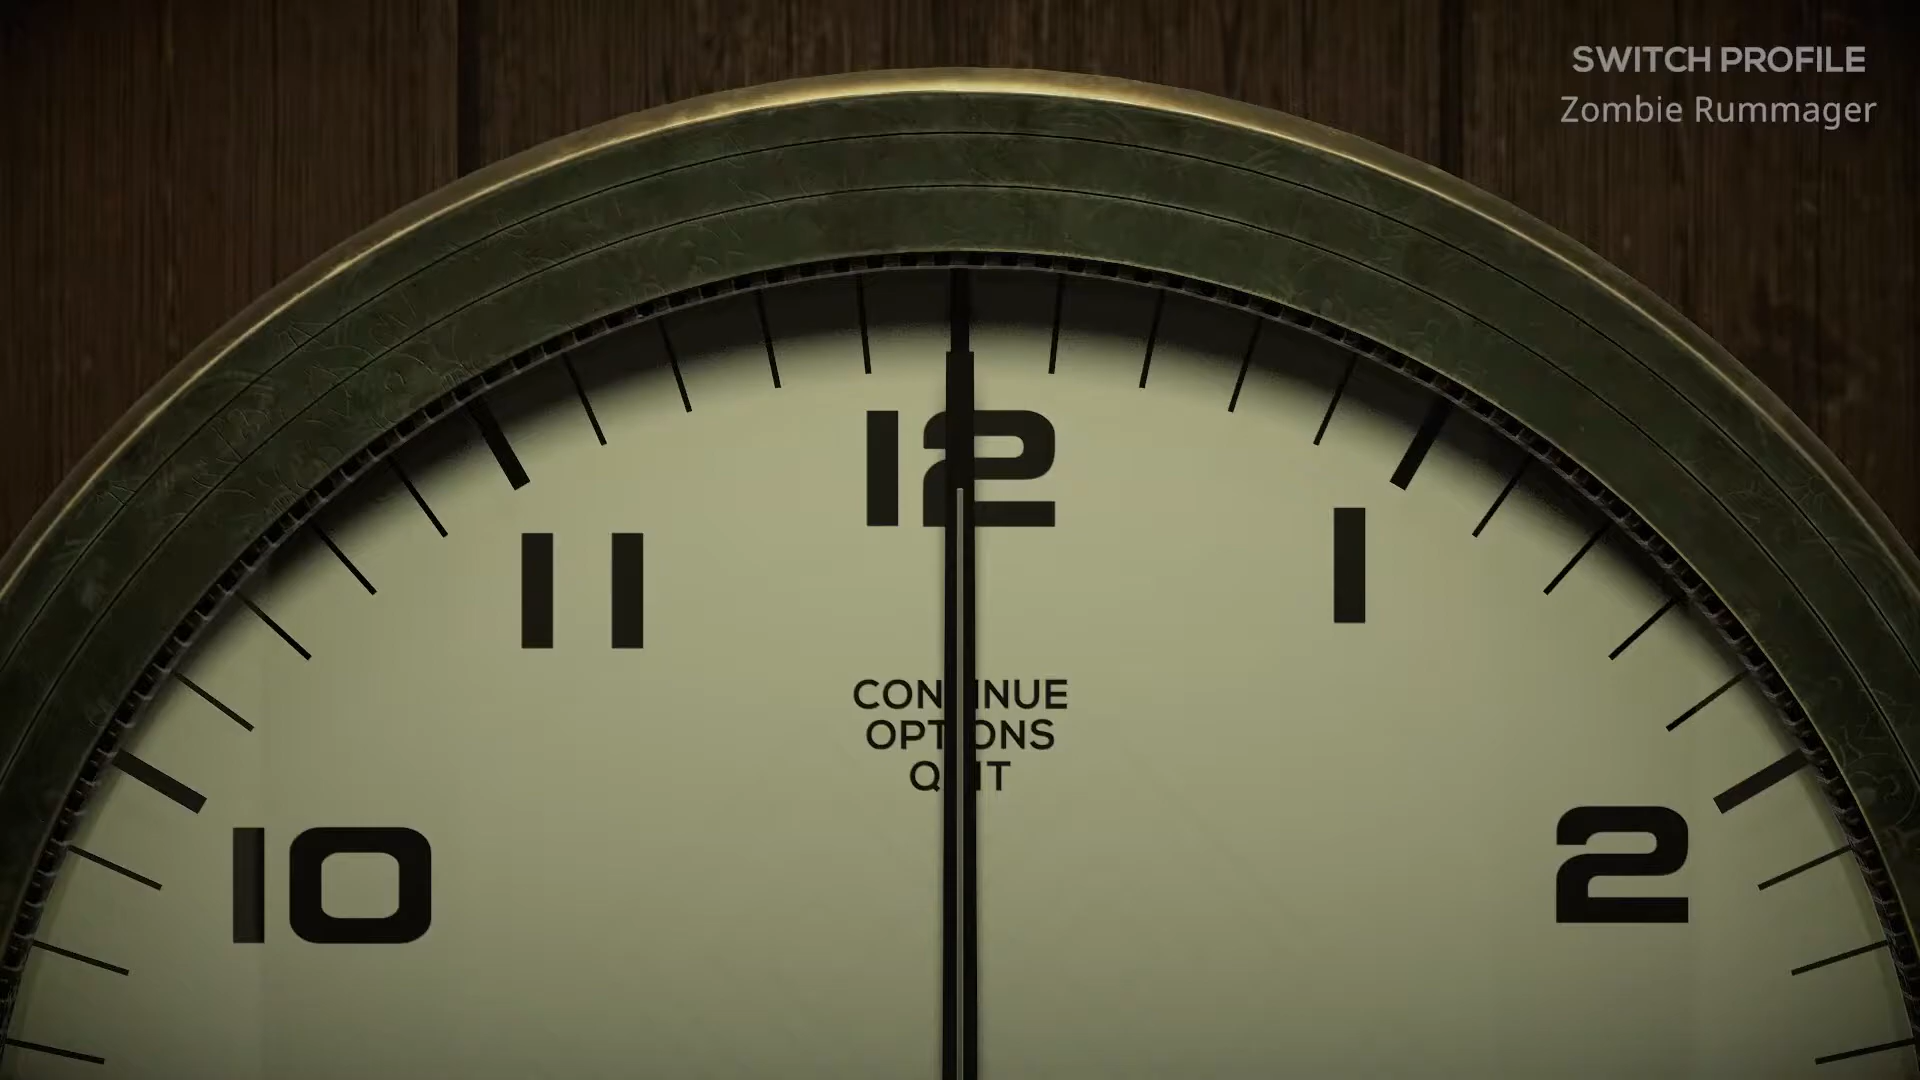 SWITCH PROFILE
Zombie Rummager
12
11
1
CONTINUE
OPTIONS
QUIT
10
2